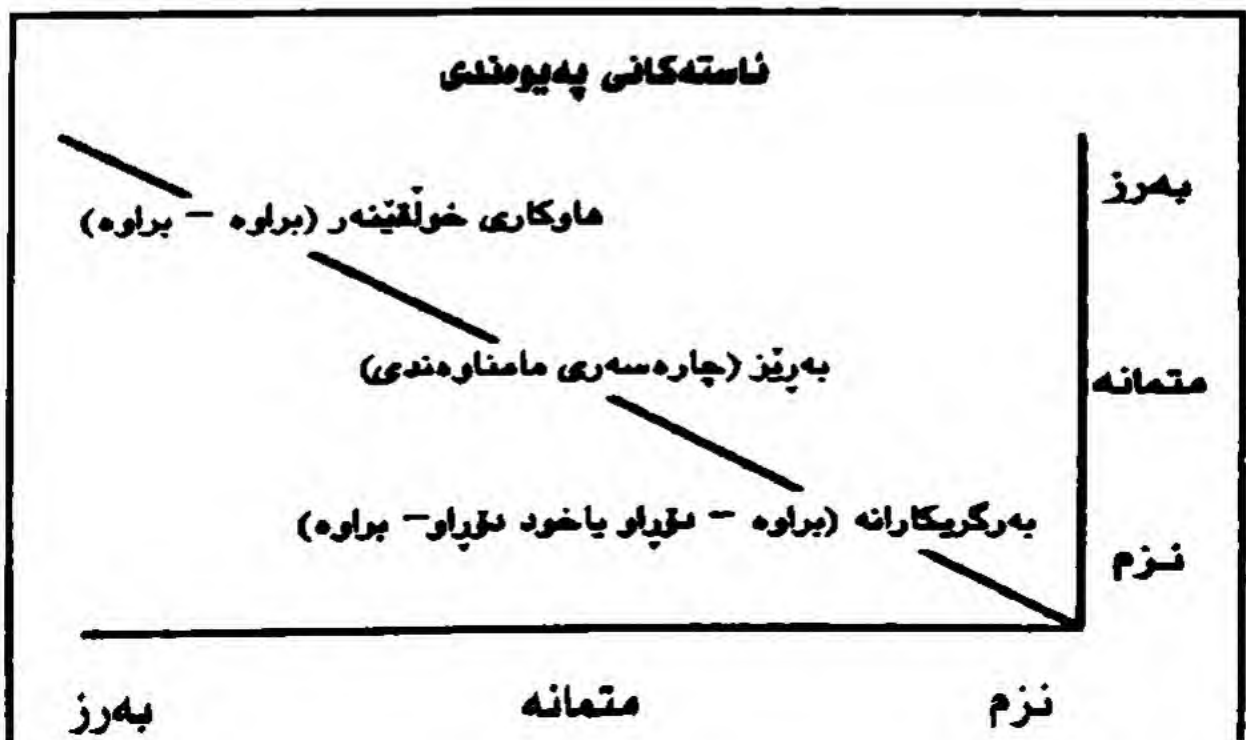 ئاستەکانی پەیوەندی
بەرز
هاوکاری خوڵقێنەر (براوە – براوە)
بەڕێز (چارەسەری مامناوەندی)
متمانە
بەرگریکارانە (براوە – دۆڕاو یاخود دۆڕاو– براوە)
نزم
نزم
متمانە
بەرز